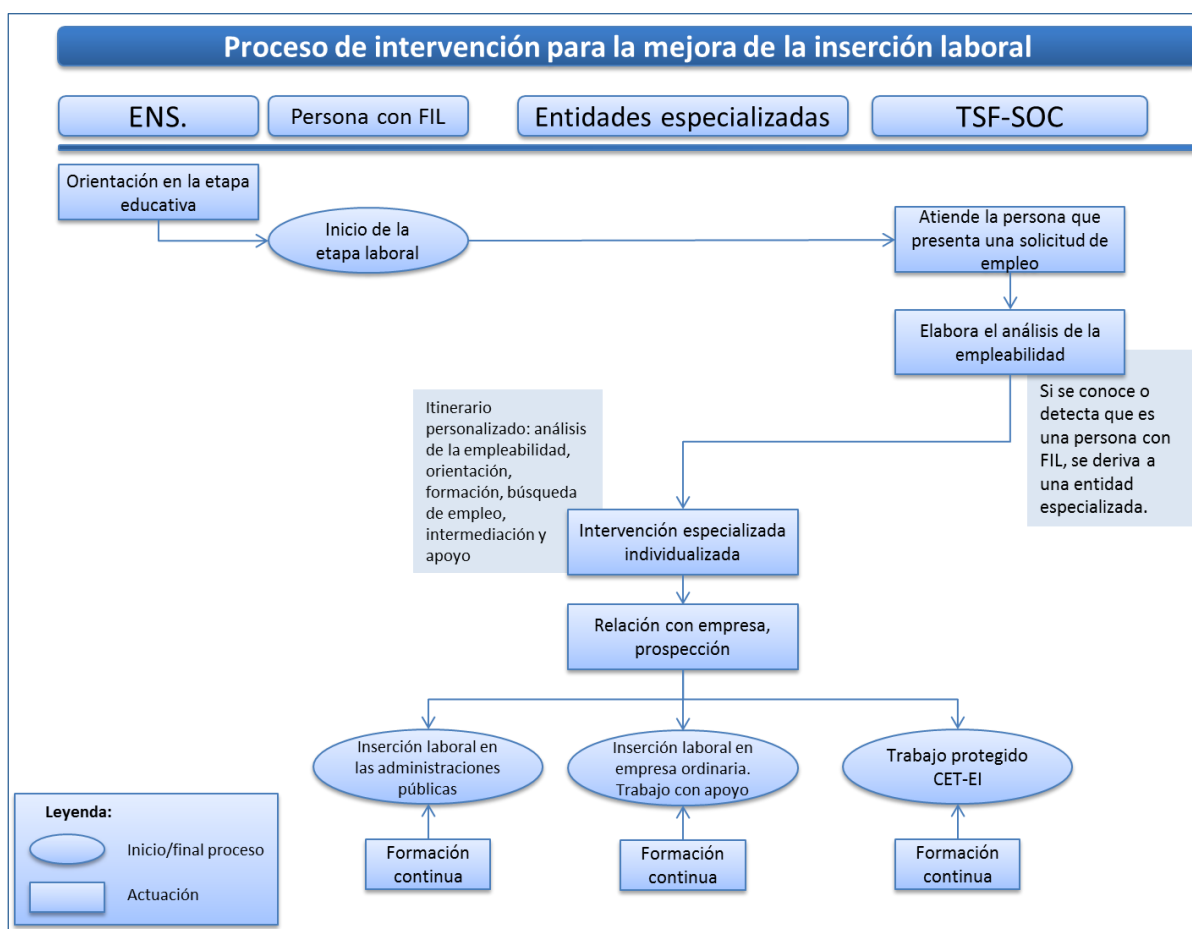 Proceso de intervención para la mejora de la inserción laboral
ENS.
Persona con FIL
Entidades especializadas
TSF-SOC
Orientación en la etapa
educativa
Inicio de la
etapa laboral
Atiende la persona que
presenta una solicitud de
empleo
Elabora el análisis de la
empleabilidad
Si se conoce o
detecta que es
una persona con
FIL, se deriva a
una entidad
especializada.
Itinerario
personalizado: análisis
de la empleabilidad,
orientación,
formación, búsqueda
de empleo,
intermediación y
apoyo
Intervención especializada
individualizada
Relación con empresa,
prospección
Inserción laboral en
las administraciones
públicas
Inserción laboral en
empresa ordinaria.
Trabajo con apoyo
Trabajo protegido
CET-EI
Formación
continua
Formación
continua
Formación
continua
Leyenda:
Inicio/final proceso
Actuación